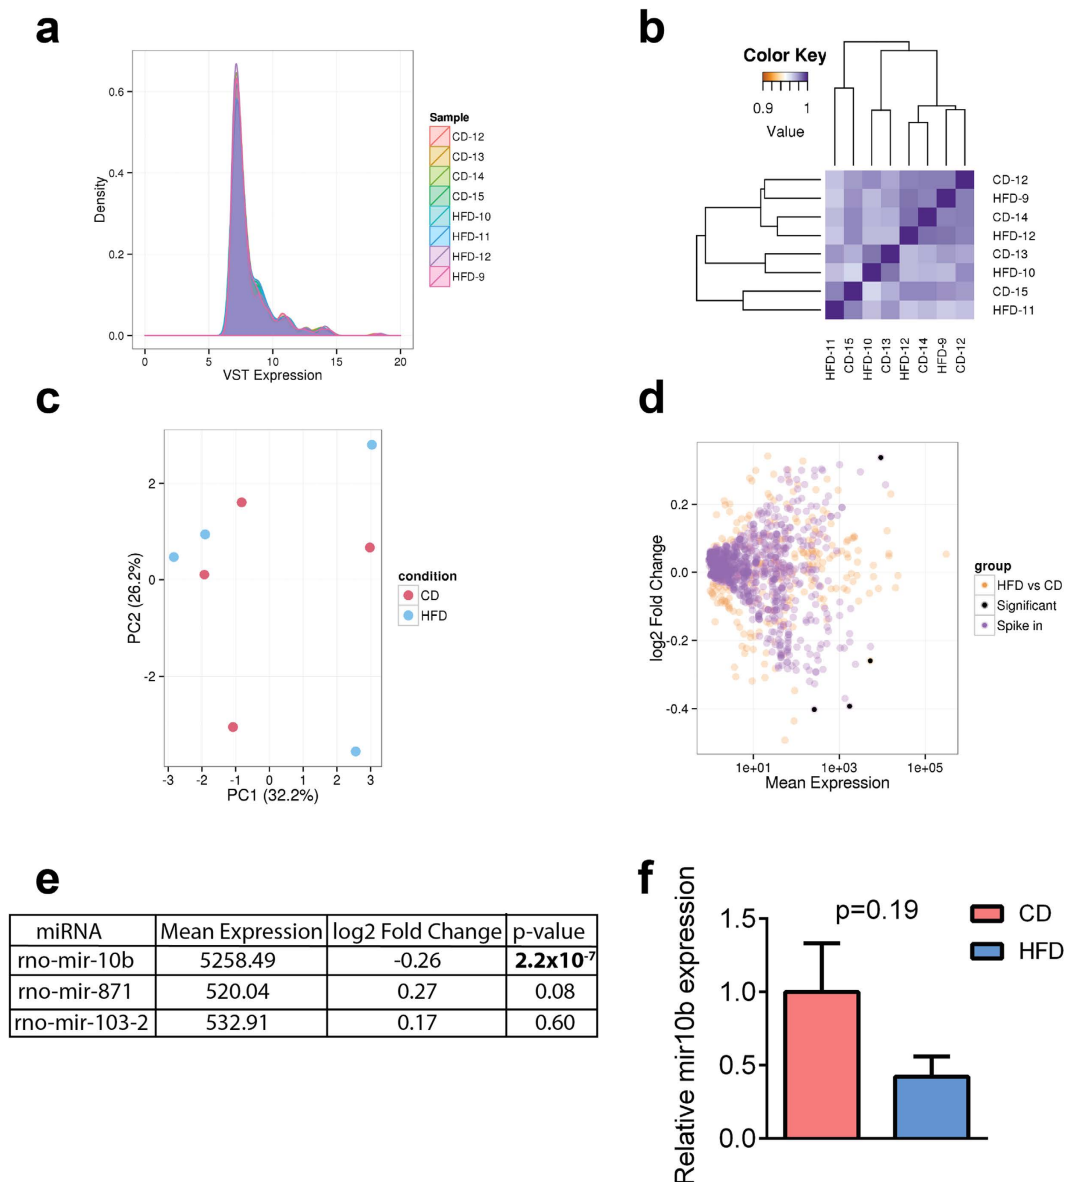 a
0.6
0.4
0.2
0.0
Density
0 5 10 15 20
VST Expression
Sample
CD-12
CD-13
CD-14
CD-15
HFD-10
HFD-11
HFD-12
HFD-9
b
Color Key
0.9 1
Value
CD-12
HFD-9
CD-14
HFD-12
CD-13
HFD-10
CD-15
HFD-11
HFD-11 CD-15 HFD-10 CD-13 HFD-12 CD-14 HFD-9 CD-12
c
2
0
-2
PC2 (26.2%)
-3 -2 -1 0 1 2 3
PC1 (32.2%)
condition
CD
HFD
d
0.2
0.0
-0.2
-0.4
log2 Fold Change
1e+01 1e+03 1e+05
Mean Expression
group
HFD vs CD
Significant
Spike in
e
miRNA Mean Expression log2 Fold Change p-value
rno-mir-10b 5258.49 -0.26 2.2x10⁻⁷
rno-mir-871 520.04 0.27 0.08
rno-mir-103-2 532.91 0.17 0.60
f
Relative mir10b expression
1.5
1.0
0.5
0.0
p=0.19
CD
HFD